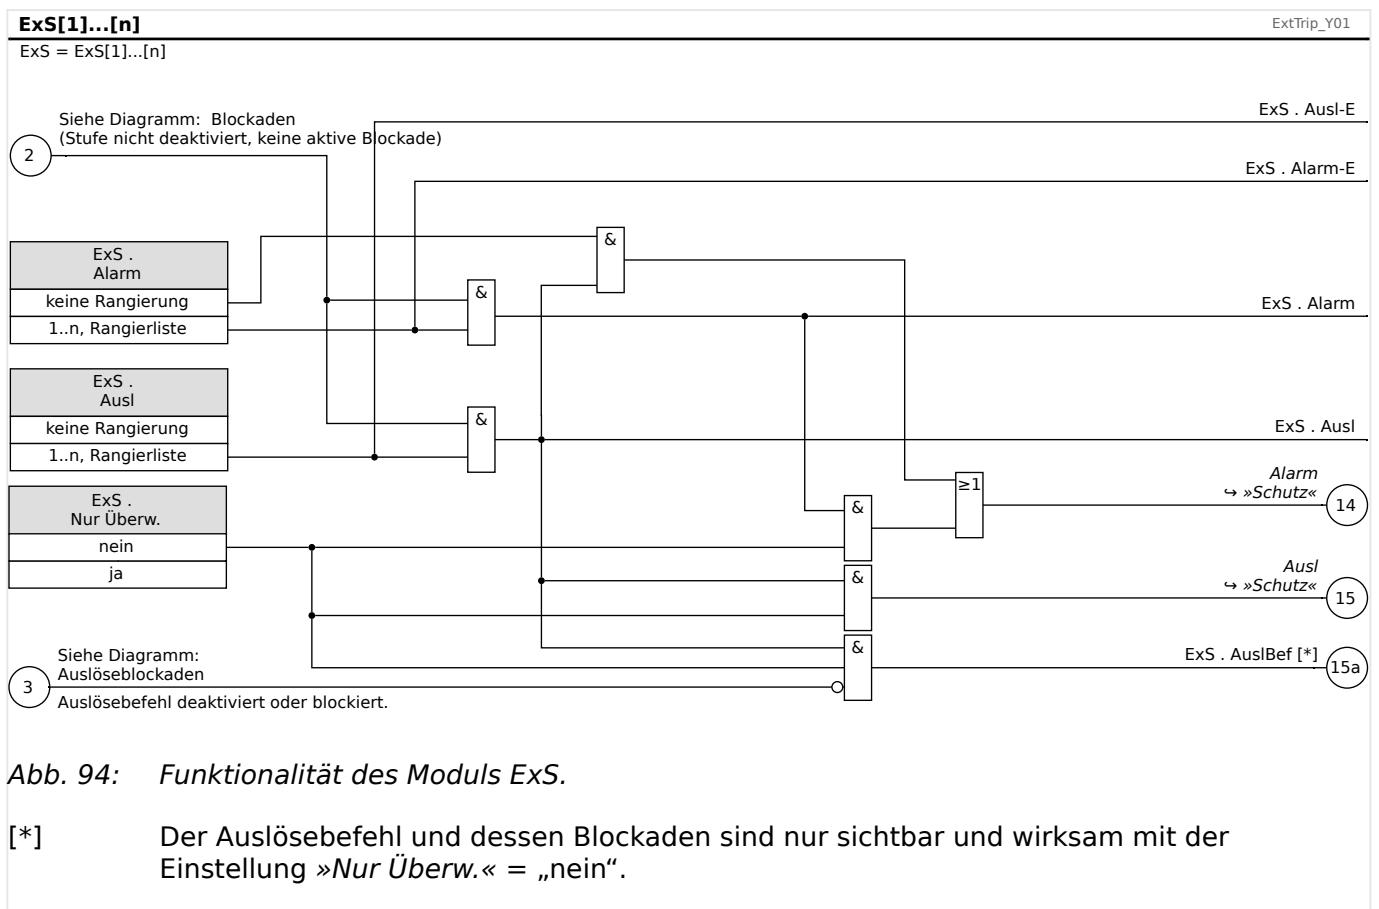 ExS[1]...[n]
ExtTrip_Y01
ExS = ExS[1]...[n]
Siehe Diagramm:  Blockaden
(Stufe nicht deaktiviert, keine aktive Blockade)
2
ExS . Ausl-E
ExS . Alarm-E
ExS .
Alarm
keine Rangierung
1..n, Rangierliste
&
&
ExS . Alarm
ExS .
Ausl
keine Rangierung
1..n, Rangierliste
&
ExS . Ausl
ExS .
Nur Überw.
nein
ja
&
≥1
Alarm
↪ »Schutz«
14
&
Ausl
↪ »Schutz«
15
&
ExS . AuslBef [*]
15a
Siehe Diagramm:
Auslöseblockaden
3
Auslösebefehl deaktiviert oder blockiert.
Abb. 94: Funktionalität des Moduls ExS.
[*] Der Auslösebefehl und dessen Blockaden sind nur sichtbar und wirksam mit der
Einstellung »Nur Überw.« = „nein“.